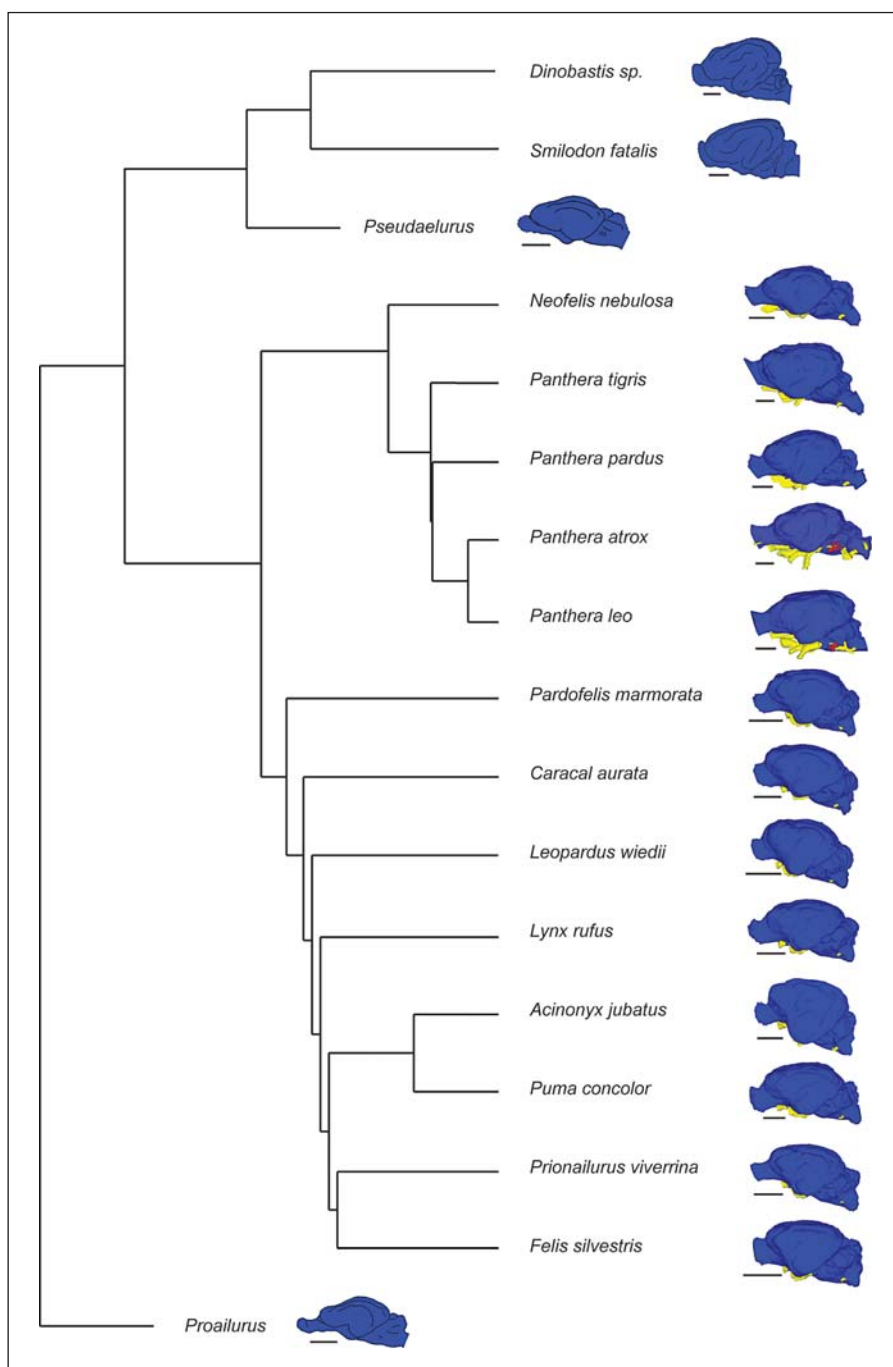 Dinobastis sp.
Smilodon fatalis
Pseudaelurus
Neofelis nebulosa
Panthera tigris
Panthera pardus
Panthera atrox
Panthera leo
Pardofelis marmorata
Caracal aurata
Leopardus wiedii
Lynx rufus
Acinonyx jubatus
Puma concolor
Prionailurus viverrina
Felis silvestris
Proailurus